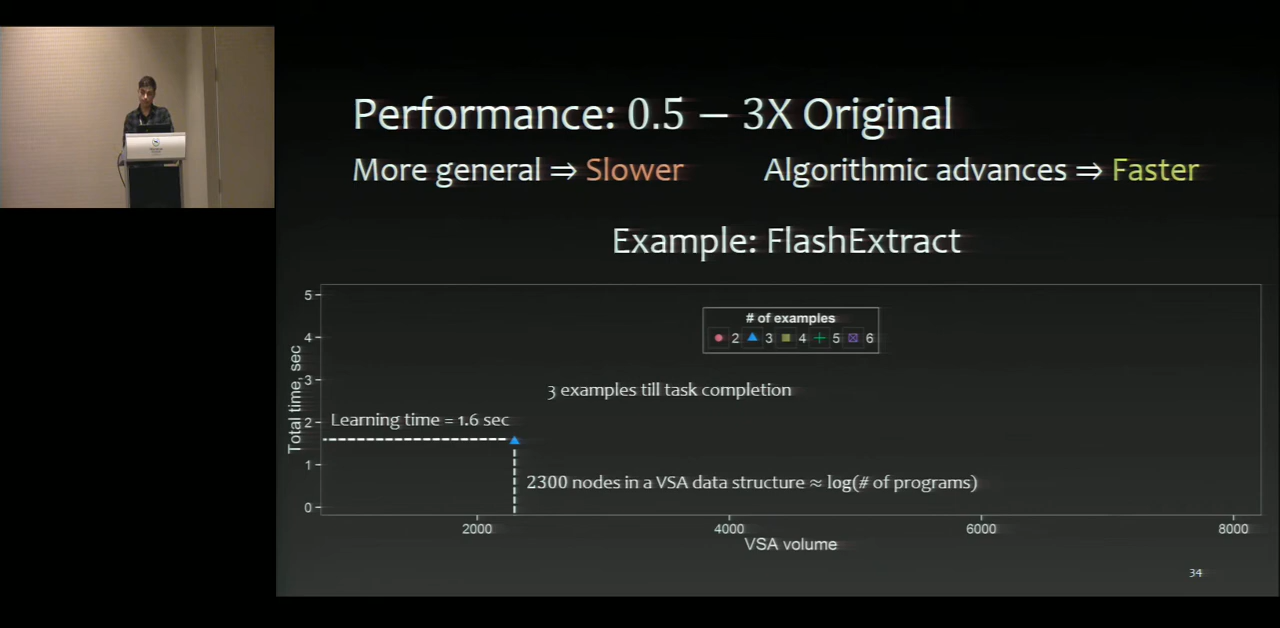 Performance: 0.5 – 3X Original
More general ⇒ Slower
Algorithmic advances ⇒ Faster
Example: FlashExtract
# of examples
2 3 4 5 6
5
4
3
2
1
0
Total time, sec
3 examples till task completion
Learning time = 1.6 sec
2300 nodes in a VSA data structure ≈ log(# of programs)
2000 4000 6000 8000
VSA volume
34